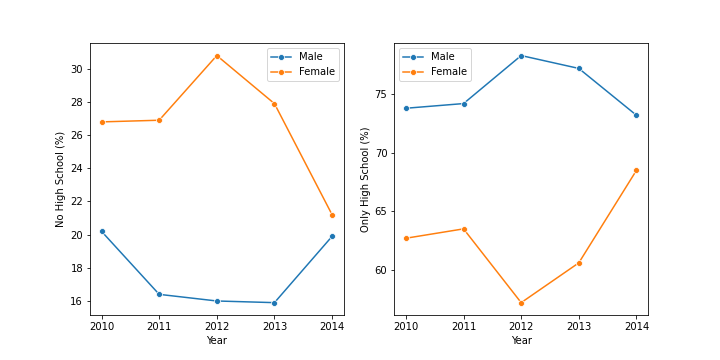 No High School (%)
30
28
26
24
22
20
18
16
2010 2011 2012 2013 2014
Year
Male
Female
Only High School (%)
75
70
65
60
2010 2011 2012 2013 2014
Year
Male
Female